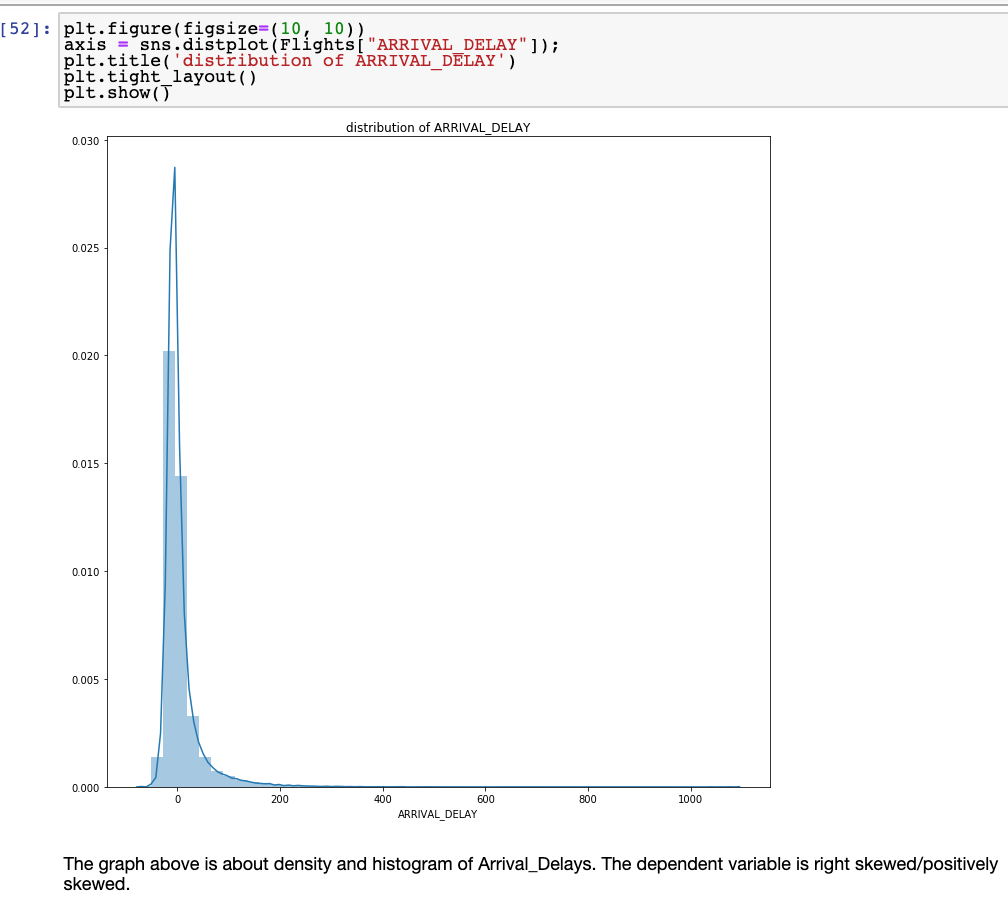 [52]: plt.figure(figsize=(10, 10))
axis = sns.distplot(Flights["ARRIVAL_DELAY"]);
plt.title('distribution of ARRIVAL_DELAY')
plt.tight_layout()
plt.show()
distribution of ARRIVAL_DELAY
0.030
0.025
0.020
0.015
0.010
0.005
0.000
0 200 400 600 800 1000
ARRIVAL_DELAY
The graph above is about density and histogram of Arrival_Delays. The dependent variable is right skewed/positively
skewed.